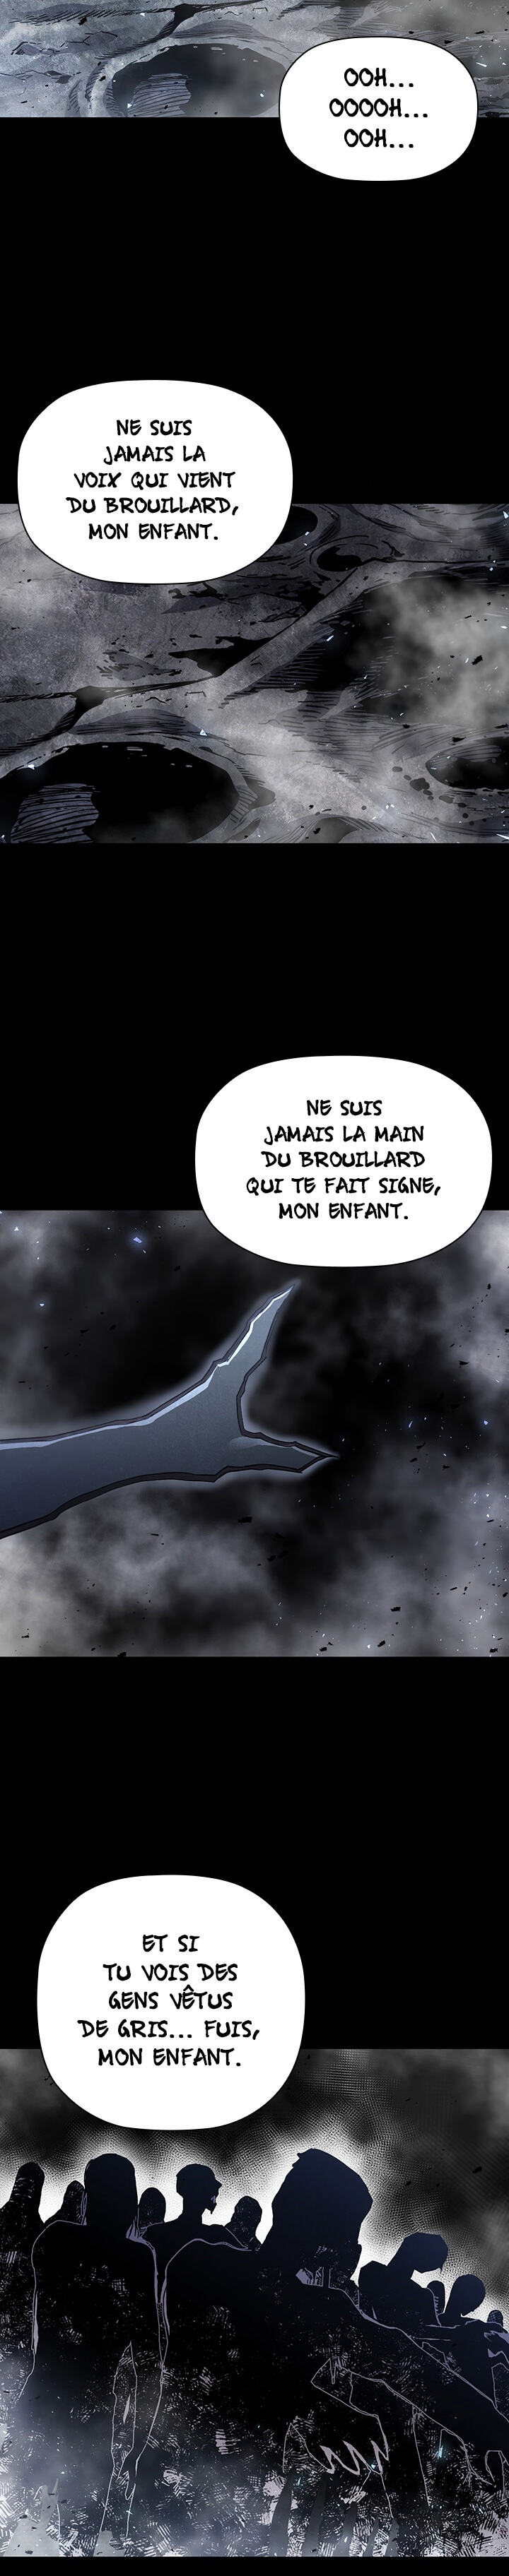 OOH...
OOOOH...
OOH...
NE SUIS
JAMAIS LA
VOIX QUI VIENT
DU BROUILLARD,
MON ENFANT.
NE SUIS
JAMAIS LA MAIN
DU BROUILLARD
QUI TE FAIT SIGNE,
MON ENFANT.
ET SI
TU VOIS DES
GENS VÊTUS
DE GRIS... FUIS,
MON ENFANT.